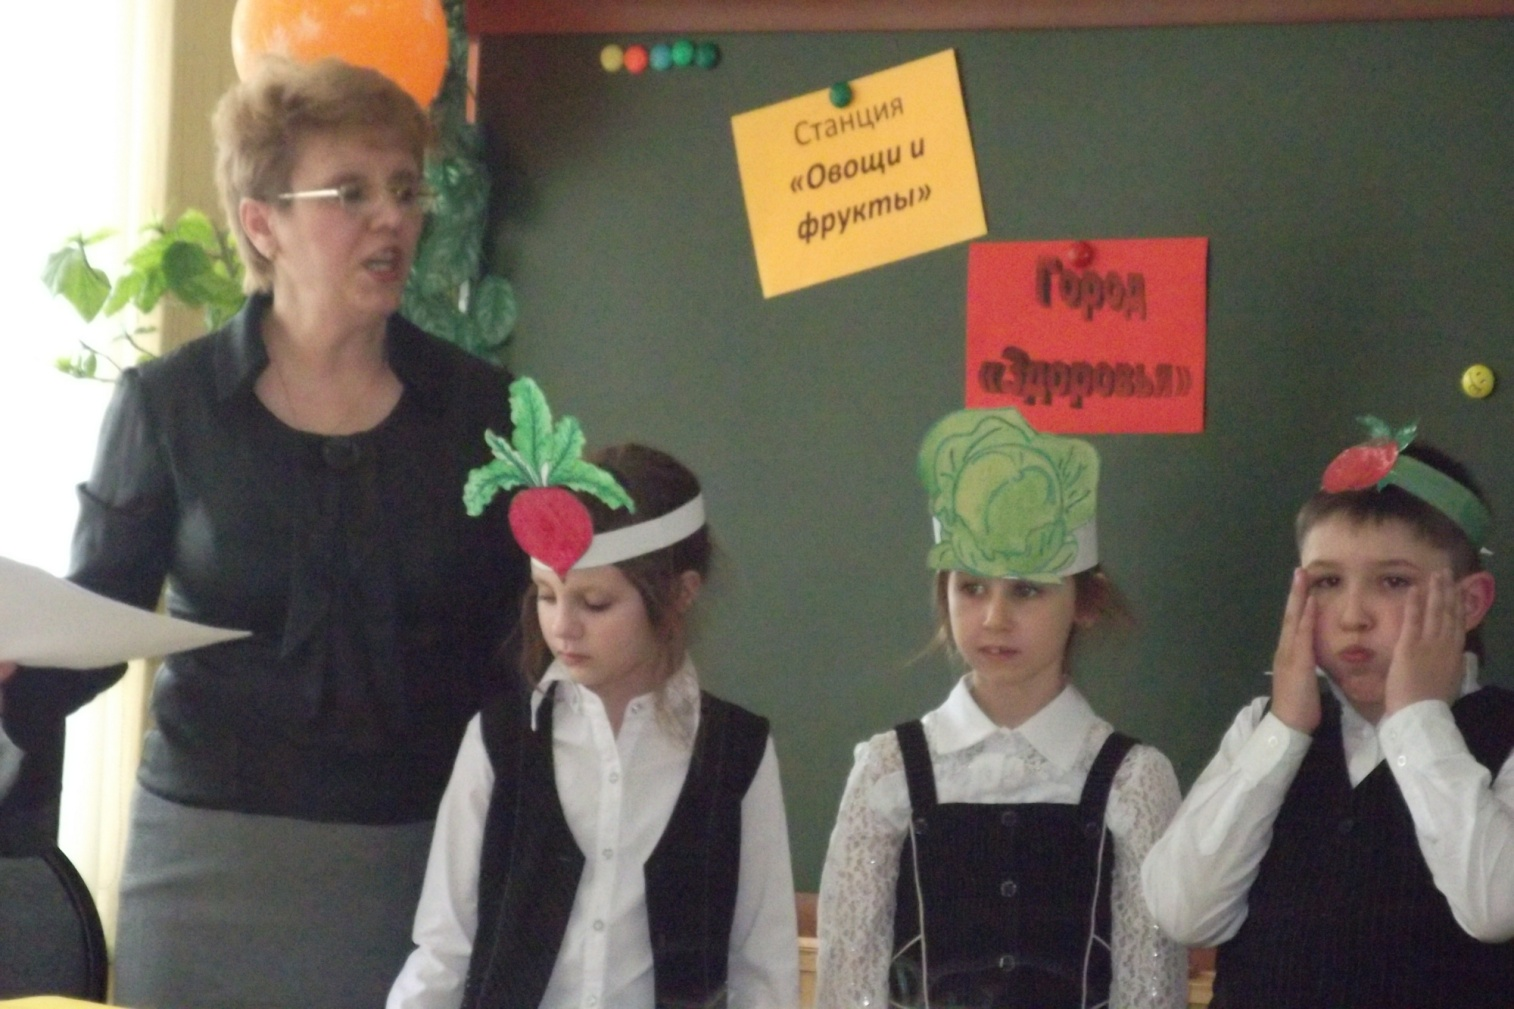 Станция
«Овощи и
фрукты»
Город
«Здоровья»